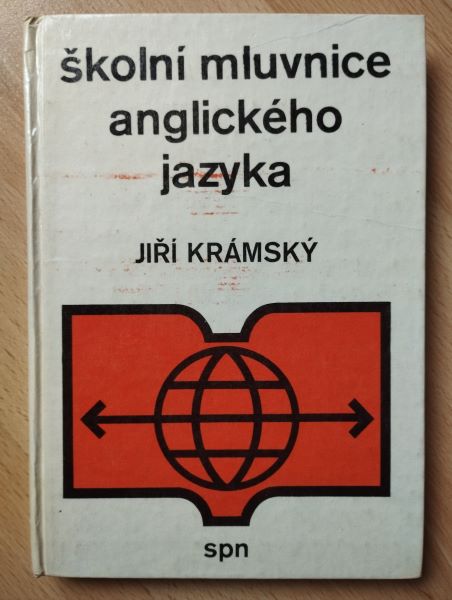 školní mluvnice
anglického
jazyka
JIŘÍ KRÁMSKÝ
spn